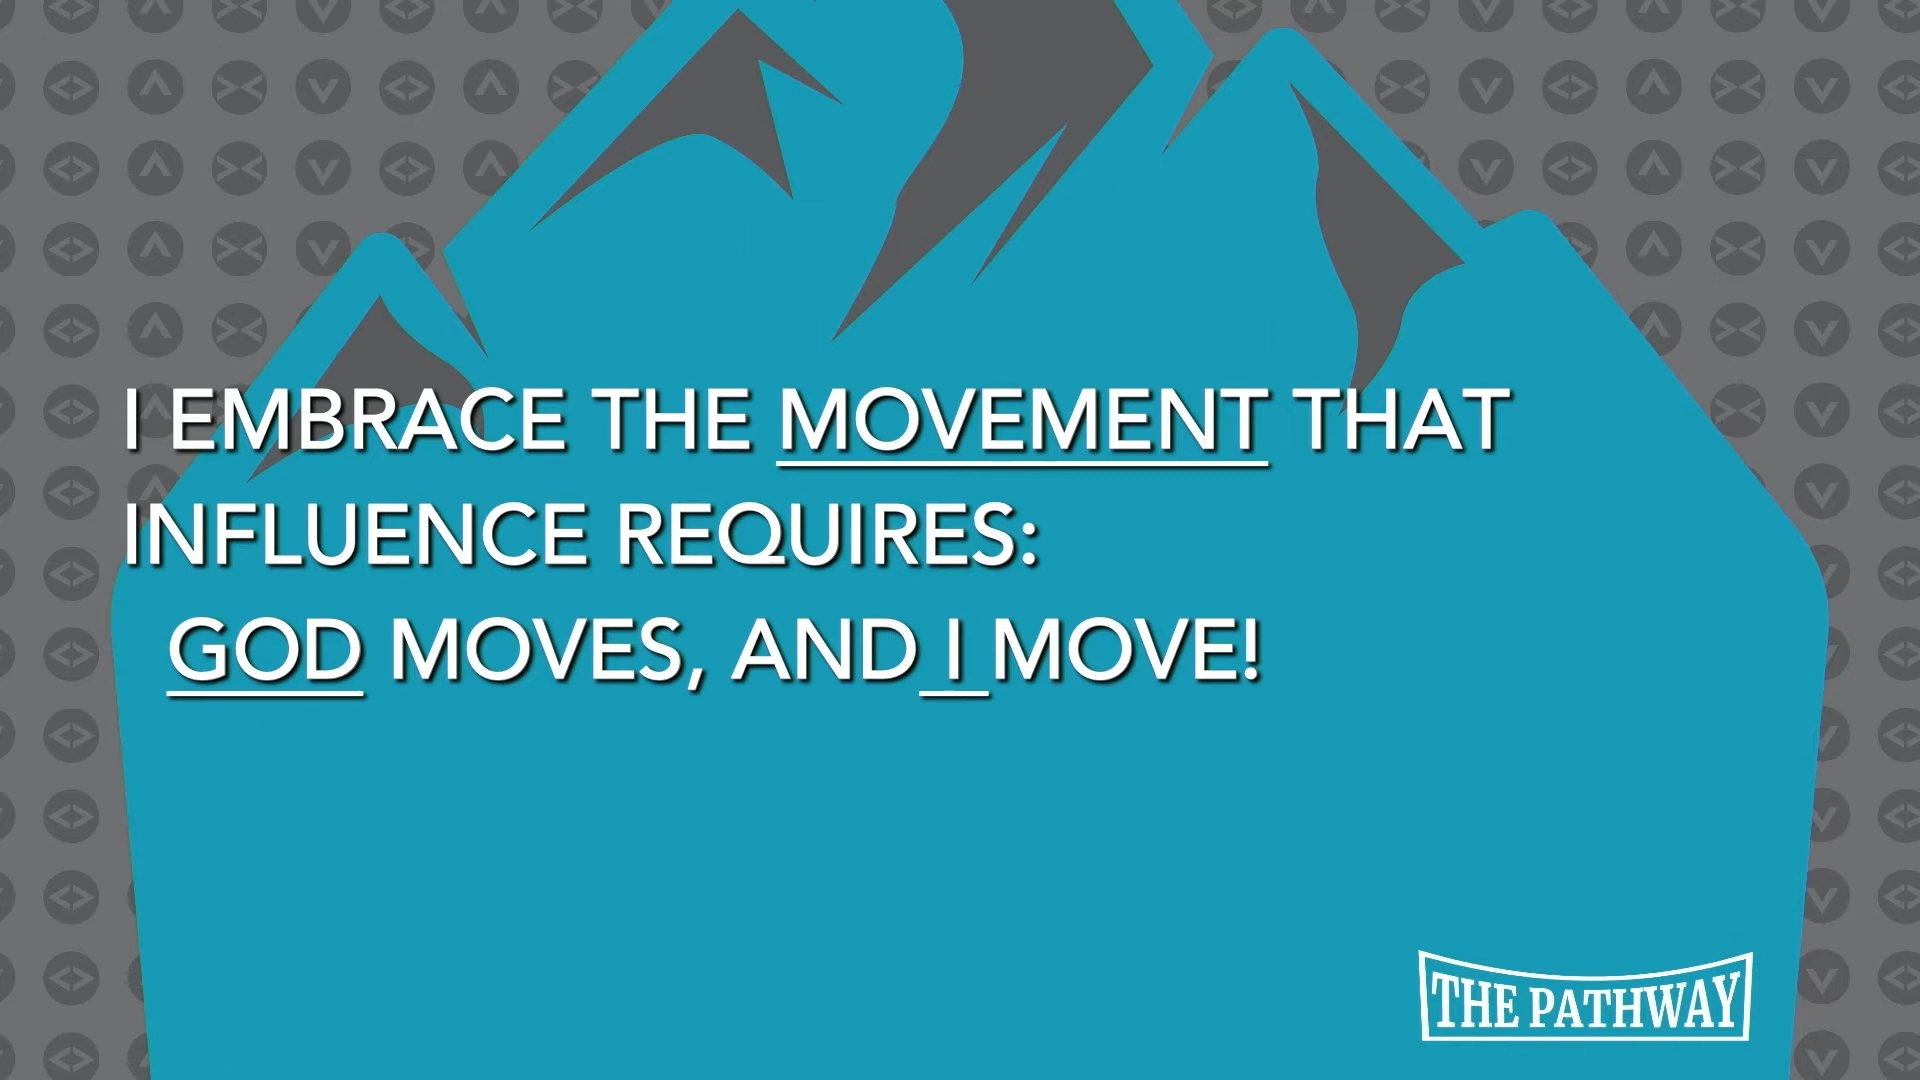 I EMBRACE THE MOVEMENT THAT
INFLUENCE REQUIRES:
GOD MOVES, AND I MOVE!
THE PATHWAY